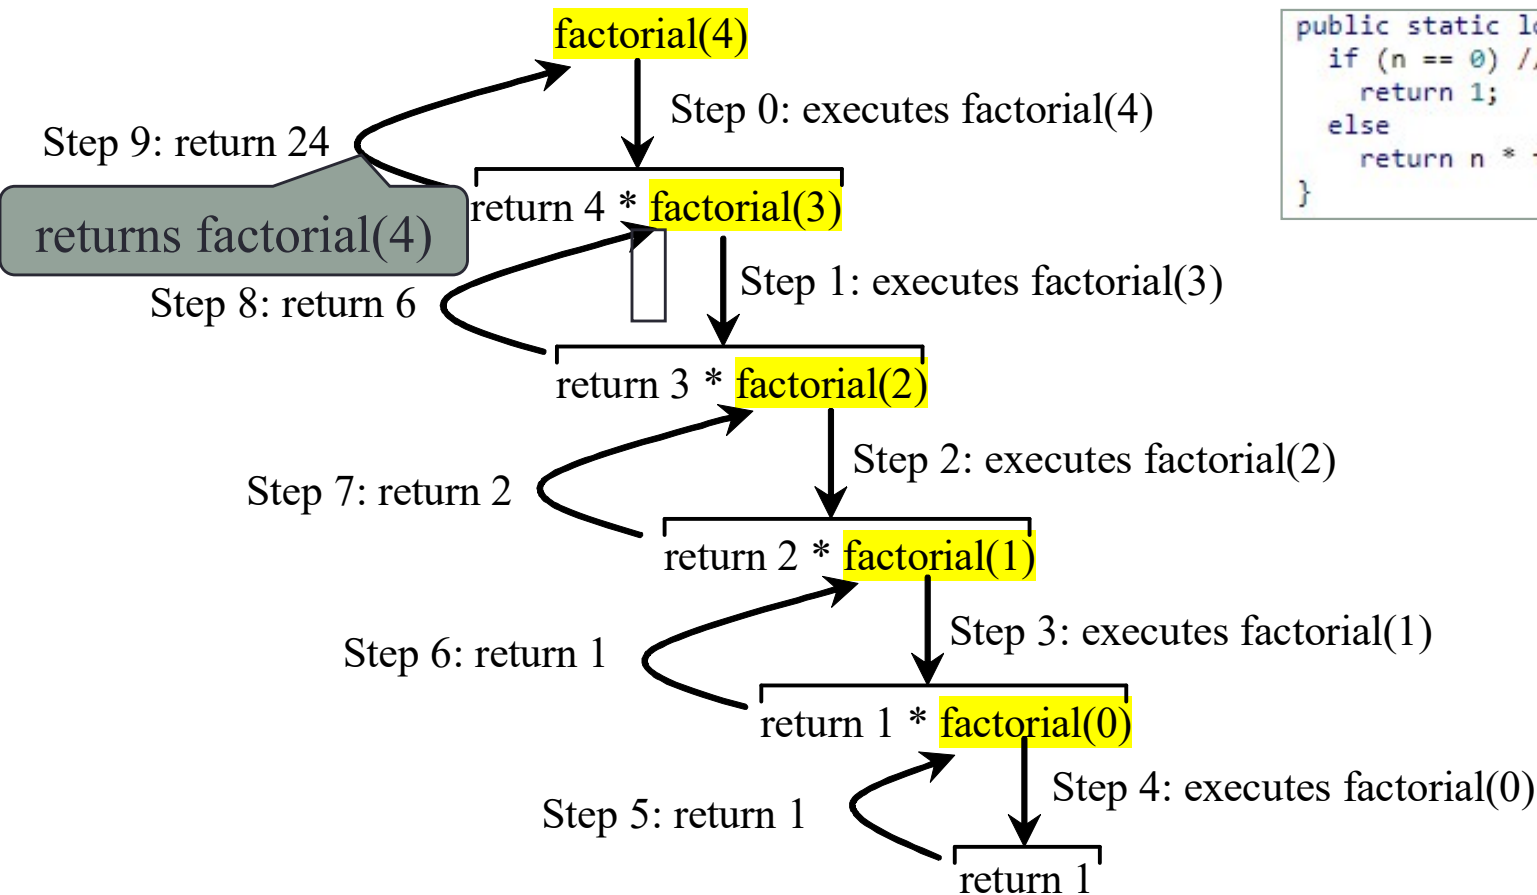 factorial(4)
Step 0: executes factorial(4)
Step 9: return 24
returns factorial(4)
return 4 * factorial(3)
Step 1: executes factorial(3)
Step 8: return 6
return 3 * factorial(2)
Step 2: executes factorial(2)
Step 7: return 2
return 2 * factorial(1)
Step 3: executes factorial(1)
Step 6: return 1
return 1 * factorial(0)
Step 4: executes factorial(0)
Step 5: return 1
return 1
public static
if (n == 0) //
return 1;
else
return n *
}